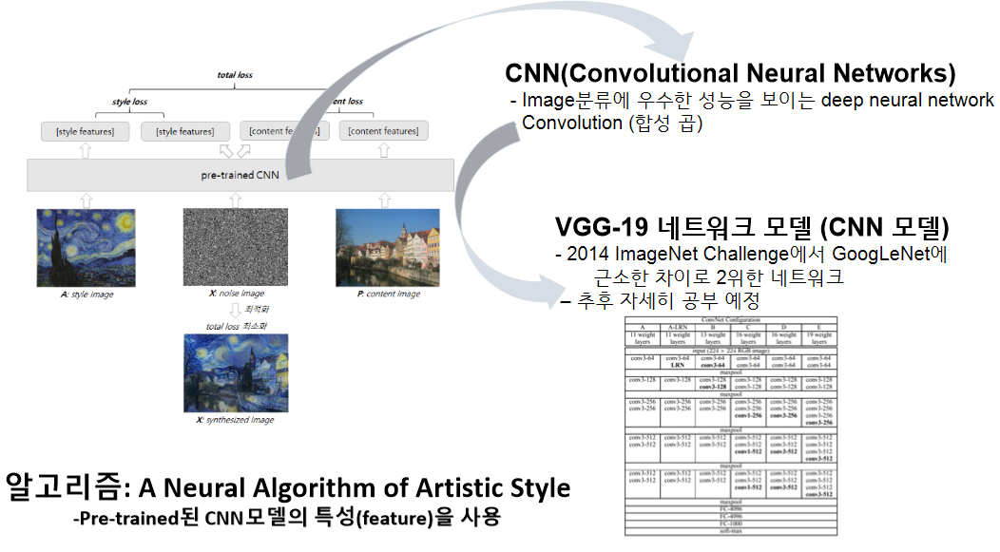 total loss
style loss
ent loss
[style features]
[style features]
[content features]
[content features]
pre-trained CNN
A: style image
X: noise image
P: content image
최적화
total loss 최소화
X: synthesized image
알고리즘: A Neural Algorithm of Artistic Style
-Pre-trained된 CNN모델의 특성(feature)을 사용
CNN(Convolutional Neural Networks)
- Image분류에 우수한 성능을 보이는 deep neural network
Convolution (합성 곱)
VGG-19 네트워크 모델 (CNN 모델)
- 2014 ImageNet Challenge에서 GoogLeNet에
근소한 차이로 2위한 네트워크
– 추후 자세히 공부 예정
ConvNet Configuration
A A-LRN B C D E
11 weight layers 11 weight layers 13 weight layers 16 weight layers 16 weight layers 19 weight layers
input (224 × 224 RGB image)
conv3-64 conv3-64 conv3-64 conv3-64 conv3-64 conv3-64
LRN conv3-64 conv3-64 conv3-64 conv3-64
maxpool
conv3-128 conv3-128 conv3-128 conv3-128 conv3-128 conv3-128
conv3-128 conv3-128 conv3-128 conv3-128
maxpool
conv3-256 conv3-256 conv3-256 conv3-256 conv3-256 conv3-256
conv3-256 conv3-256 conv3-256 conv3-256 conv3-256 conv3-256
conv1-256 conv3-256 conv3-256
conv3-256
maxpool
conv3-512 conv3-512 conv3-512 conv3-512 conv3-512 conv3-512
conv3-512 conv3-512 conv3-512 conv3-512 conv3-512 conv3-512
conv1-512 conv3-512 conv3-512
conv3-512
maxpool
conv3-512 conv3-512 conv3-512 conv3-512 conv3-512 conv3-512
conv3-512 conv3-512 conv3-512 conv3-512 conv3-512 conv3-512
conv1-512 conv3-512 conv3-512
conv3-512
maxpool
FC-4096
FC-4096
FC-1000
soft-max